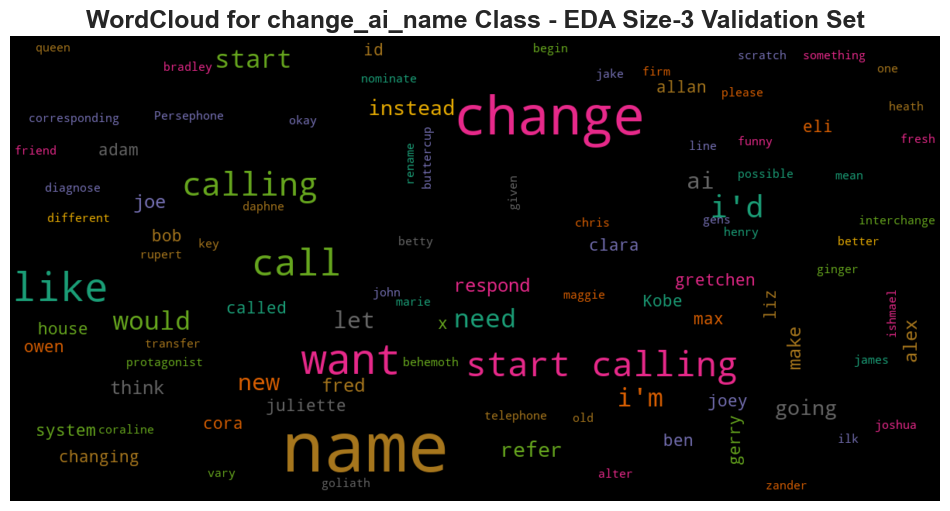 WordCloud for change_ai_name Class - EDA Size-3 Validation Set
queen
bradley
start
id
begin
nominate
jake
firm
allan
please
scratch
something
one
heath
corresponding
Persephone
okay
instead
change
eli
fresh
friend
adam
rename
buttercup
line
funny
diagnose
calling
given
ai
possible
mean
different
joe
daphne
i'd
gens
henry
interchange
bob
key
rupert
betty
chris
clara
better
call
like
john
marie
respond
maggie
Kobe
gretchen
liz
ginger
ishmael
called
would
let
x
need
max
house
owen
transfer
protagonist
want
behemoth
start calling
make
alex
james
think
new
fred
juliette
i'm
joey
going
cora
telephone
old
system
coraline
name
refer
ben
gerry
ilk
joshua
changing
vary
goliath
alter
zander